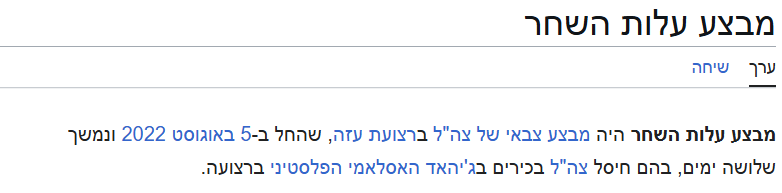 מבצע עלות השחר
ערך שיחה
מבצע עלות השחר היה מבצע צבאי של צה"ל ברצועת עזה, שהחל ב-5 באוגוסט 2022 ונמשך
שלושה ימים, בהם חיסל צה"ל בכירים בג'יהאד האסלאמי הפלסטיני ברצועה.